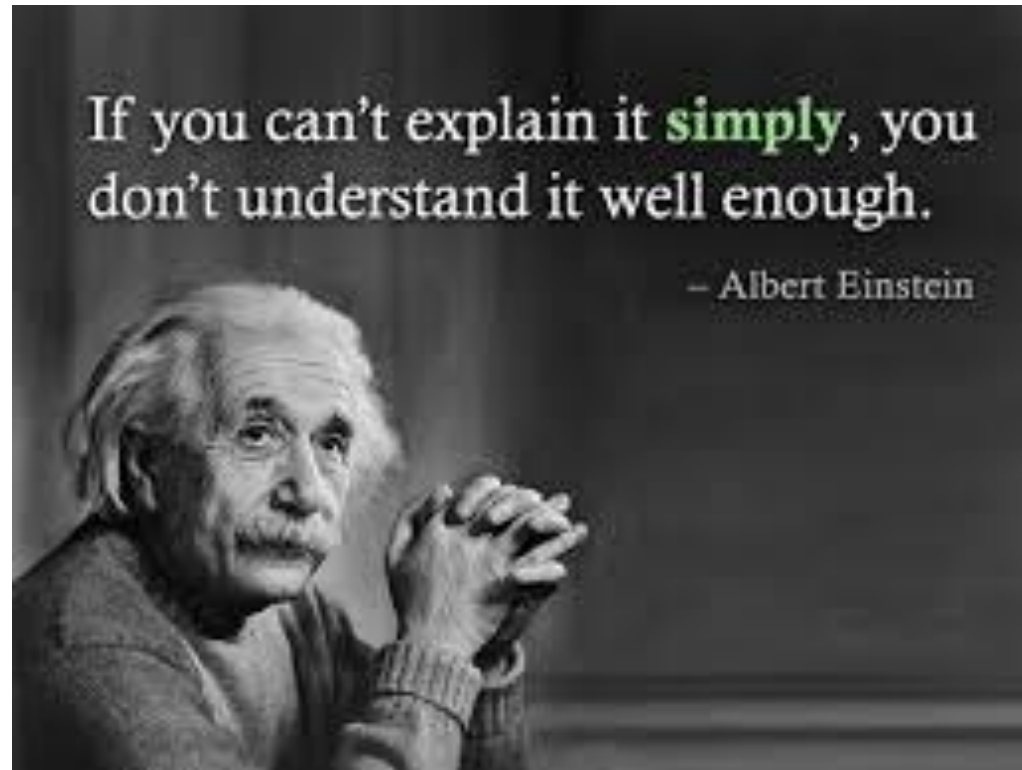 If you can’t explain it simply, you
don’t understand it well enough.
– Albert Einstein